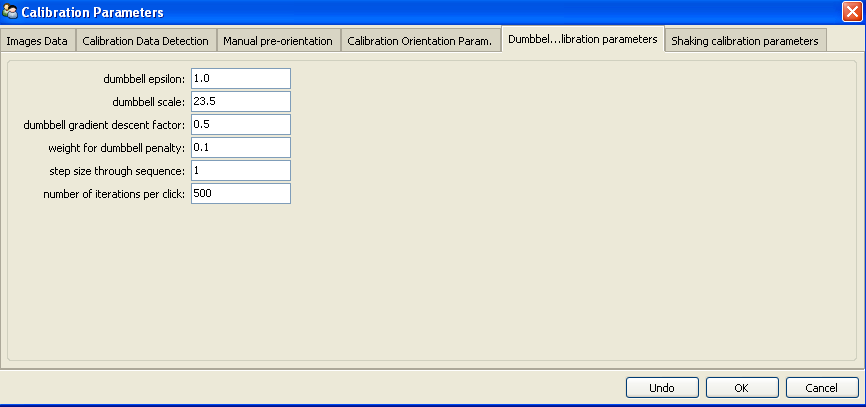 Calibration Parameters
Images Data Calibration Data Detection Manual pre-orientation Calibration Orientation Param. Dumbbel...libration parameters Shaking calibration parameters
dumbbell epsilon: 1.0
dumbbell scale: 23.5
dumbbell gradient descent factor: 0.5
weight for dumbbell penalty: 0.1
step size through sequence: 1
number of iterations per click: 500
Undo OK Cancel